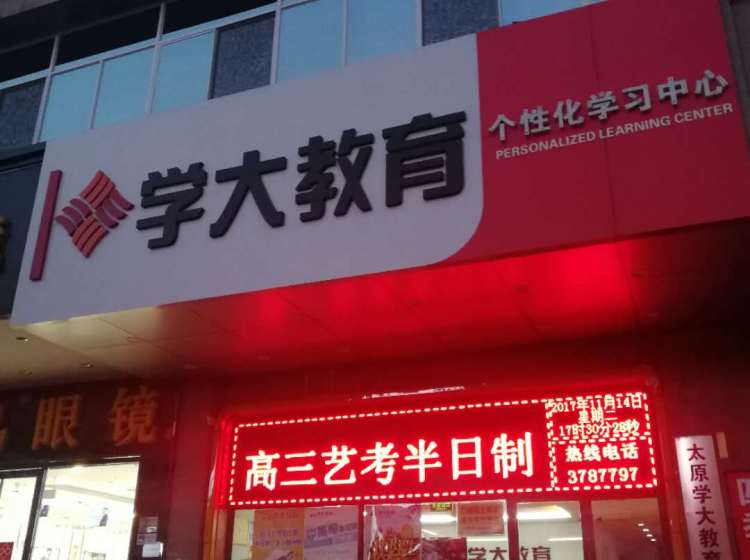 学大教育
个性化学习中心
PERSONALIZED LEARNING CENTER
眼镜
高三艺考半日制
2017年11月14日
星期二
17时30分28秒
热线电话
3787797
太原学大教育
学大教育